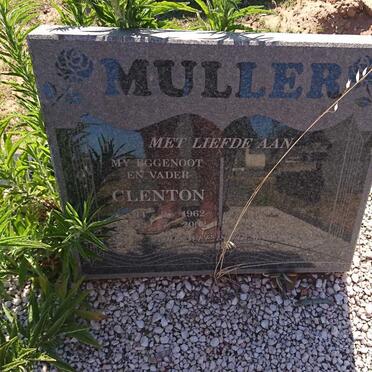 MULLER
MET LIEFDE AAN
MY EGGENOOT
EN VADER
CLENTON
1962